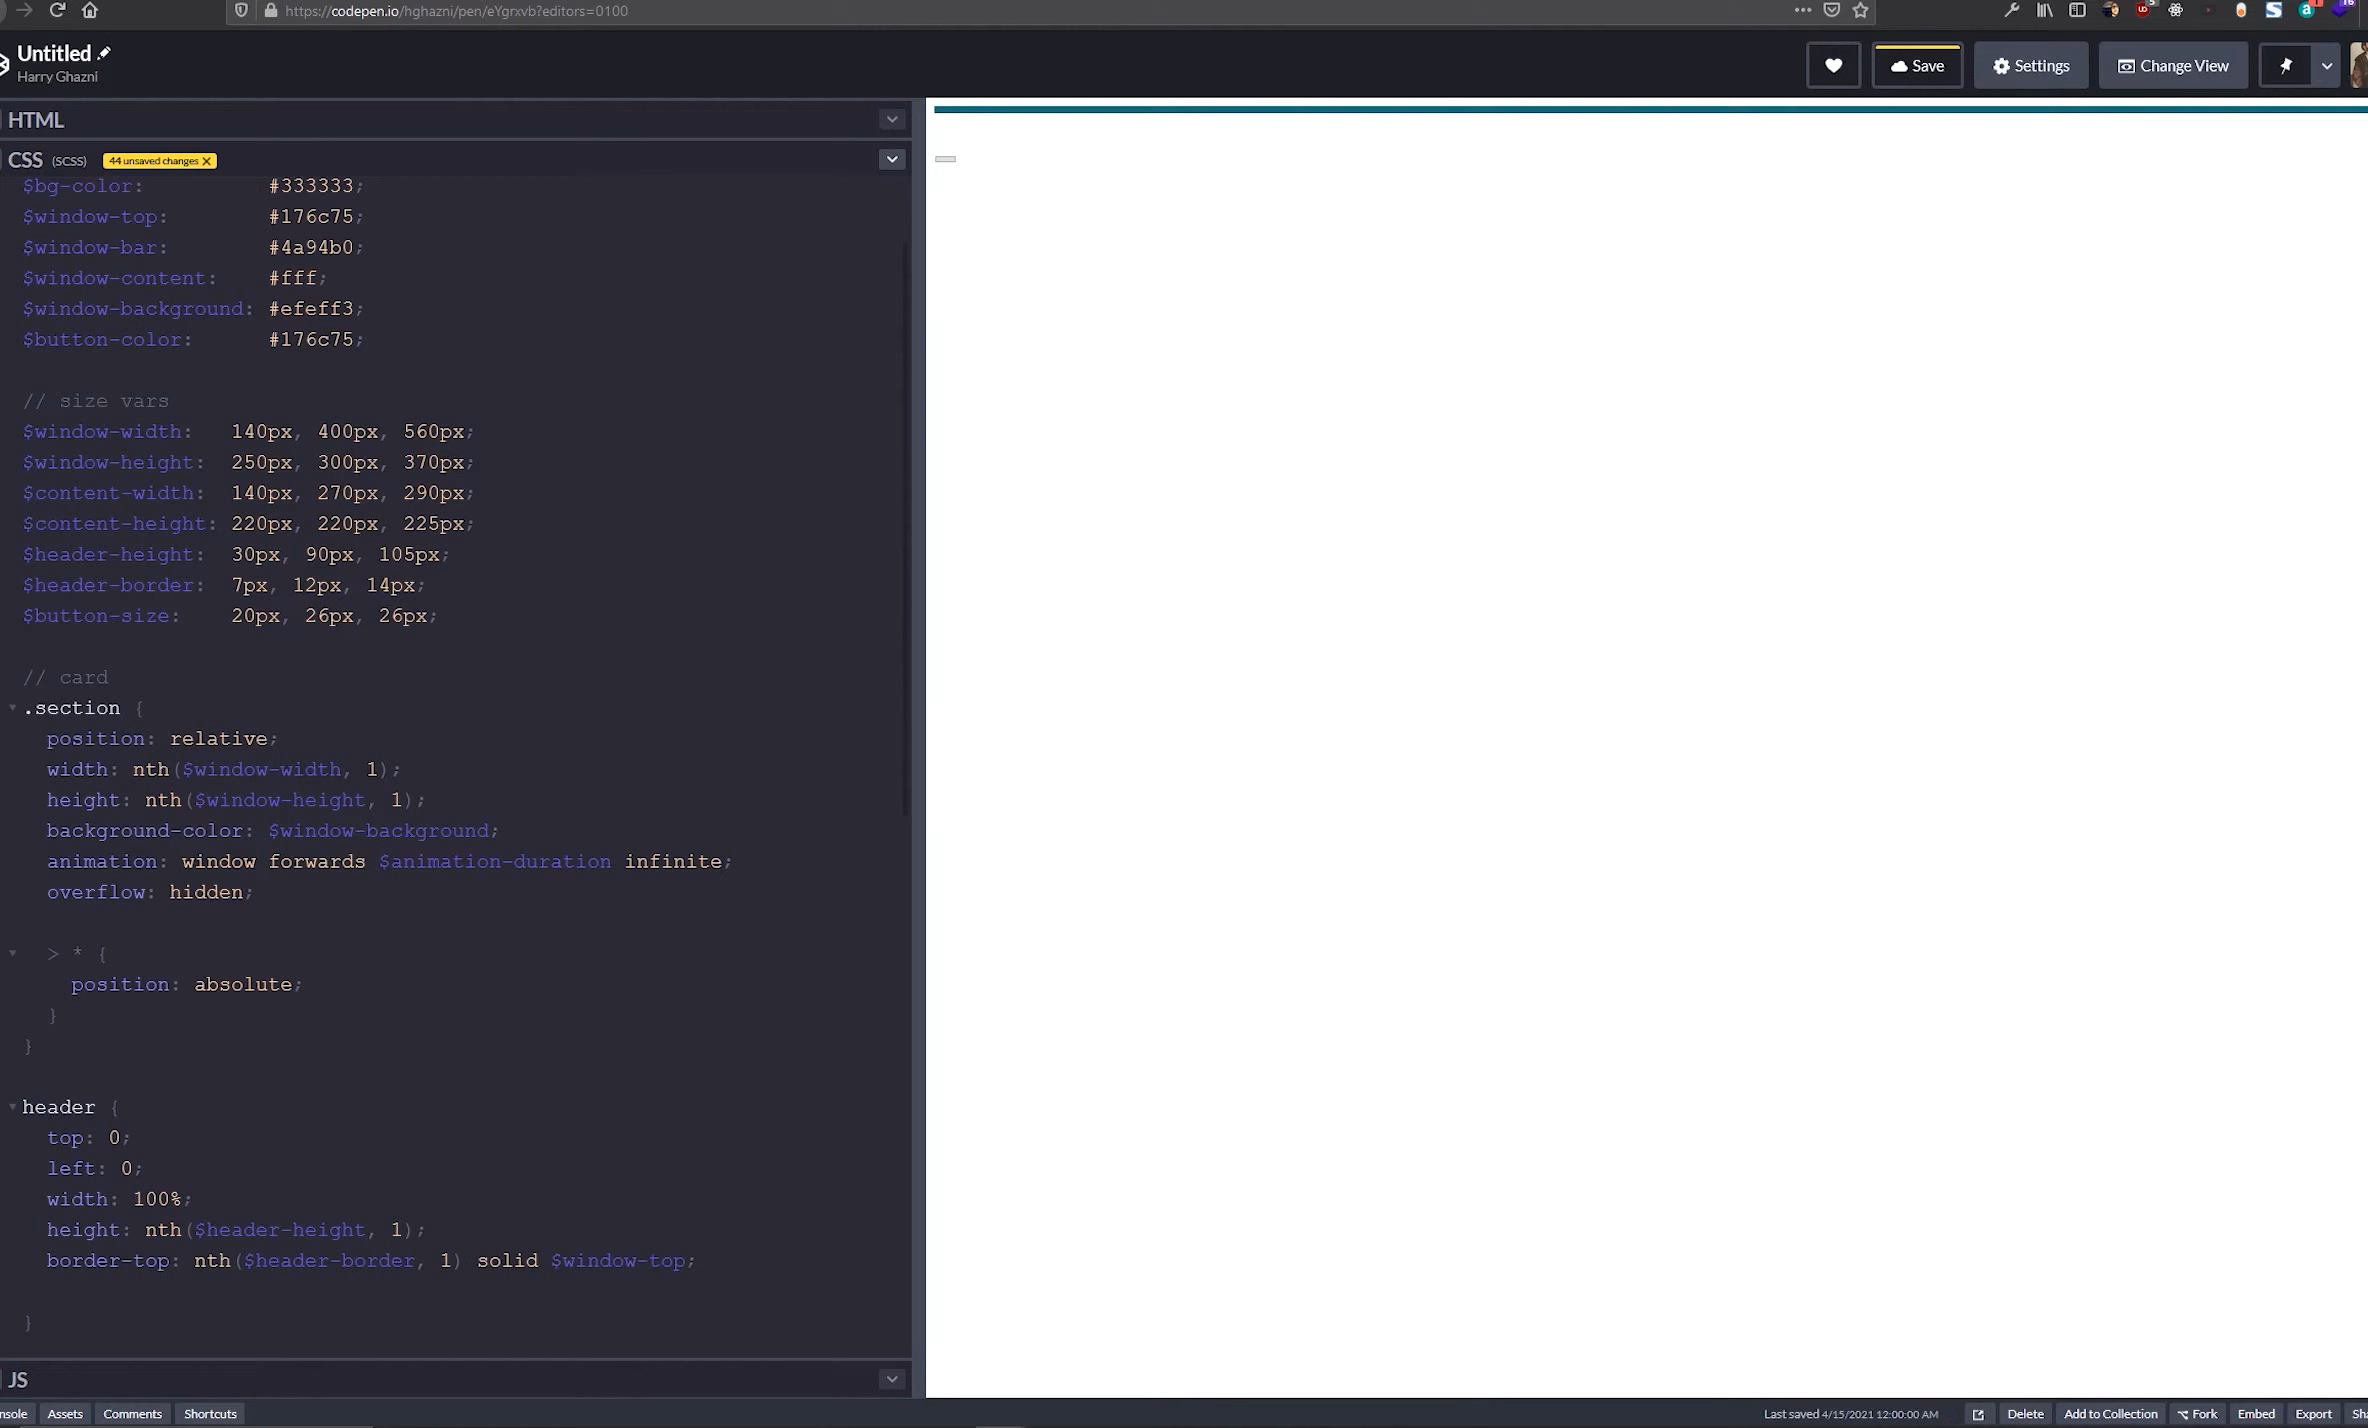 https://codepen.io/hghazni/pen/eYgrxvb?editors=0100
Untitled
Harry Ghazni
Save
Settings
Change View
HTML
CSS (SCSS) 44 unsaved changes ×
$bg-color: #333333;
$window-top: #176c75;
$window-bar: #4a94b0;
$window-content: #fff;
$window-background: #efeff3;
$button-color: #176c75;
// size vars
$window-width: 140px, 400px, 560px;
$window-height: 250px, 300px, 370px;
$content-width: 140px, 270px, 290px;
$content-height: 220px, 220px, 225px;
$header-height: 30px, 90px, 105px;
$header-border: 7px, 12px, 14px;
$button-size: 20px, 26px, 26px;
// card
.section {
position: relative;
width: nth($window-width, 1);
height: nth($window-height, 1);
background-color: $window-background;
animation: window forwards $animation-duration infinite;
overflow: hidden;
> * {
position: absolute;
}
}
header {
top: 0;
left: 0;
width: 100%;
height: nth($header-height, 1);
border-top: nth($header-border, 1) solid $window-top;
}
JS
nsole Assets Comments Shortcuts
Last saved 4/15/2021 12:00:00 AM Delete Add to Collection Fork Embed Export Sha